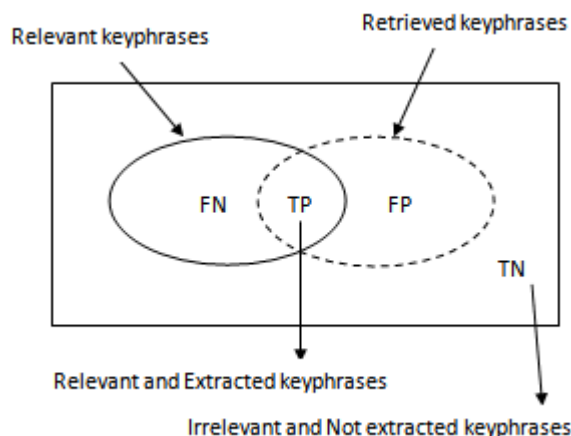 Retrieved keyphrases
Relevant keyphrases
FN TP FP
TN
Relevant and Extracted keyphrases
Irrelevant and Not extracted keyphrases